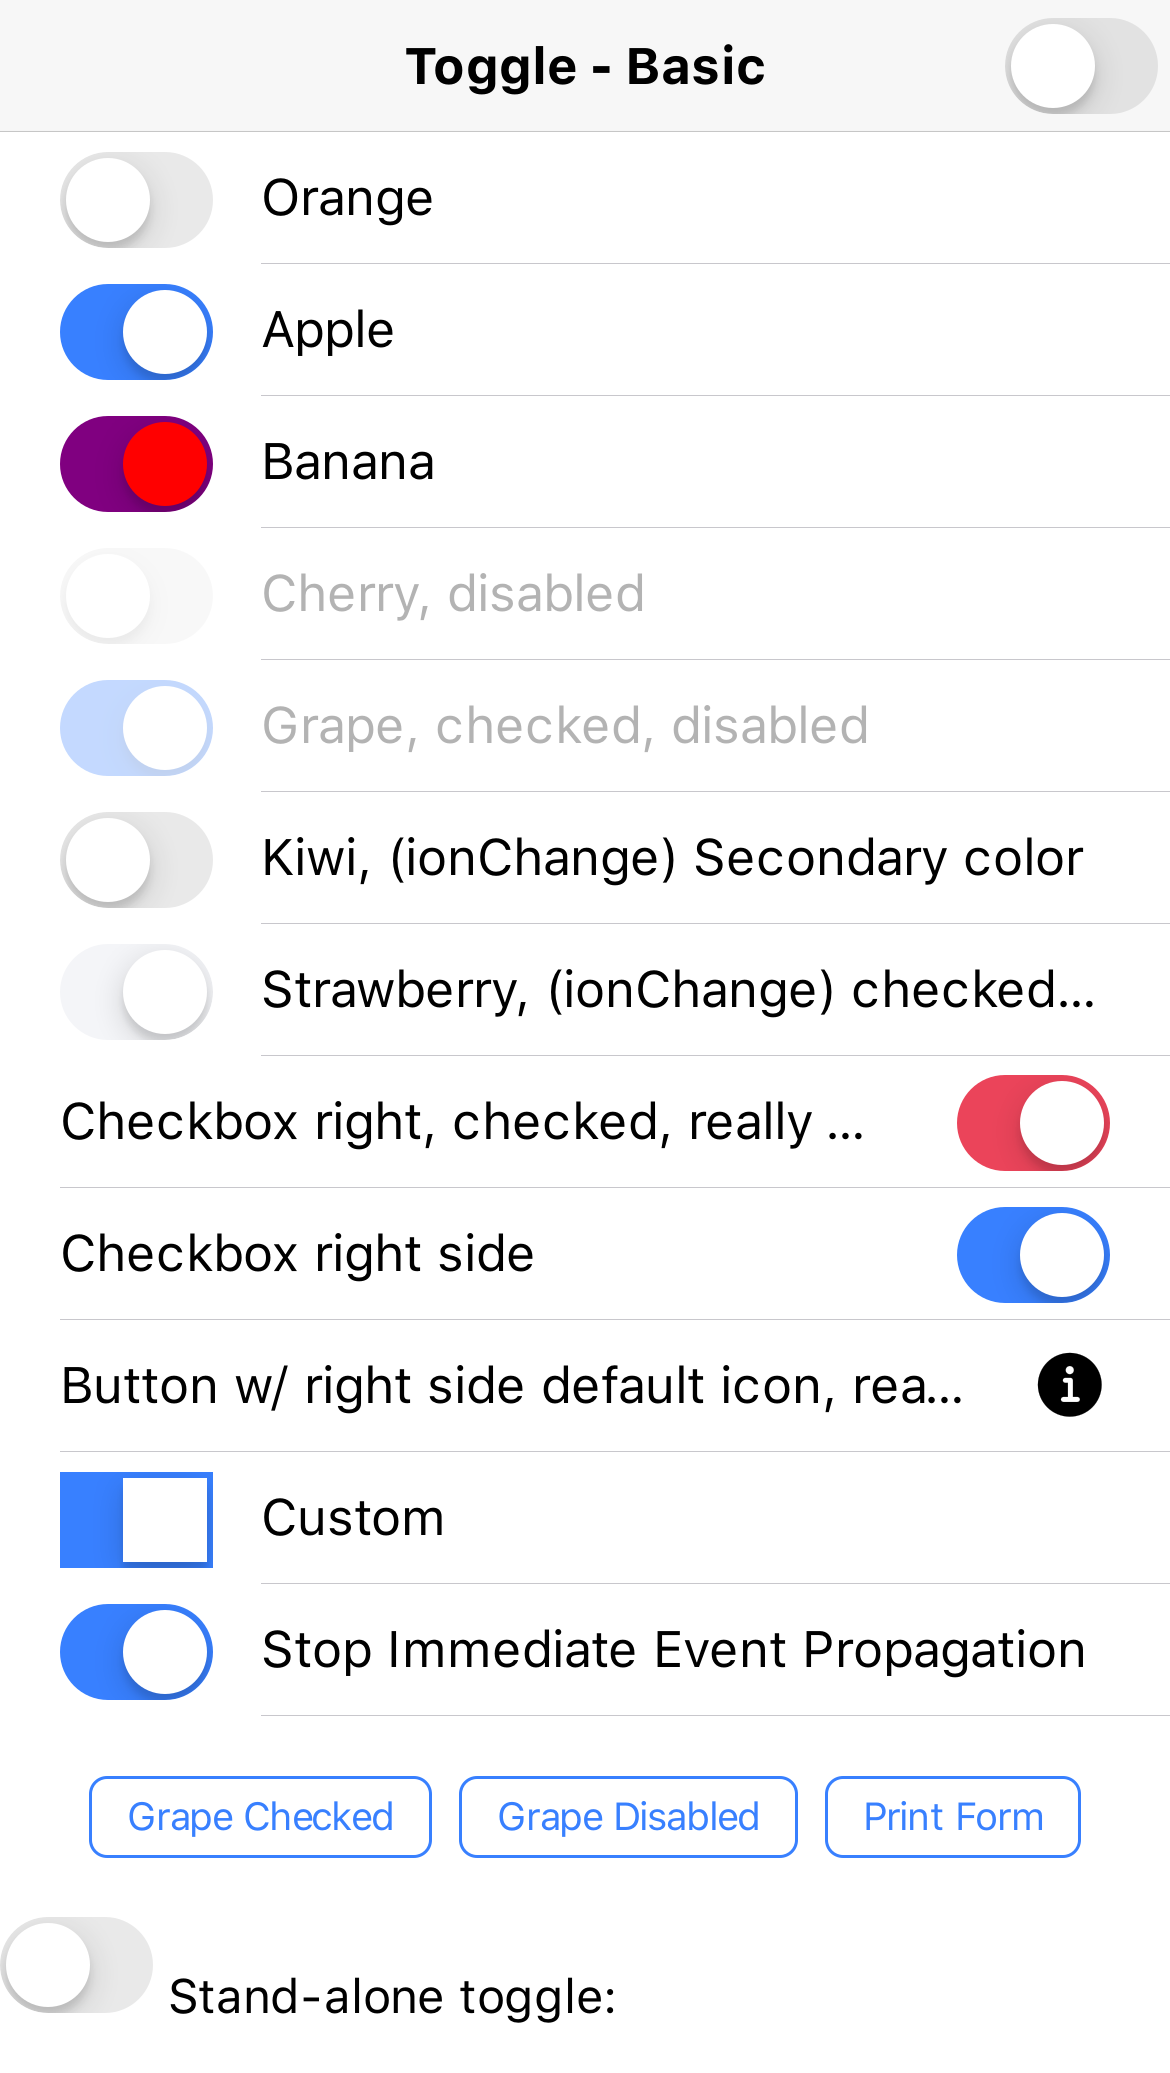 Toggle - Basic
Orange
Apple
Banana
Cherry, disabled
Grape, checked, disabled
Kiwi, (ionChange) Secondary color
Strawberry, (ionChange) checked...
Checkbox right, checked, really ...
Checkbox right side
Button w/ right side default icon, rea...
Custom
Stop Immediate Event Propagation
Grape Checked
Grape Disabled
Print Form
Stand-alone toggle: